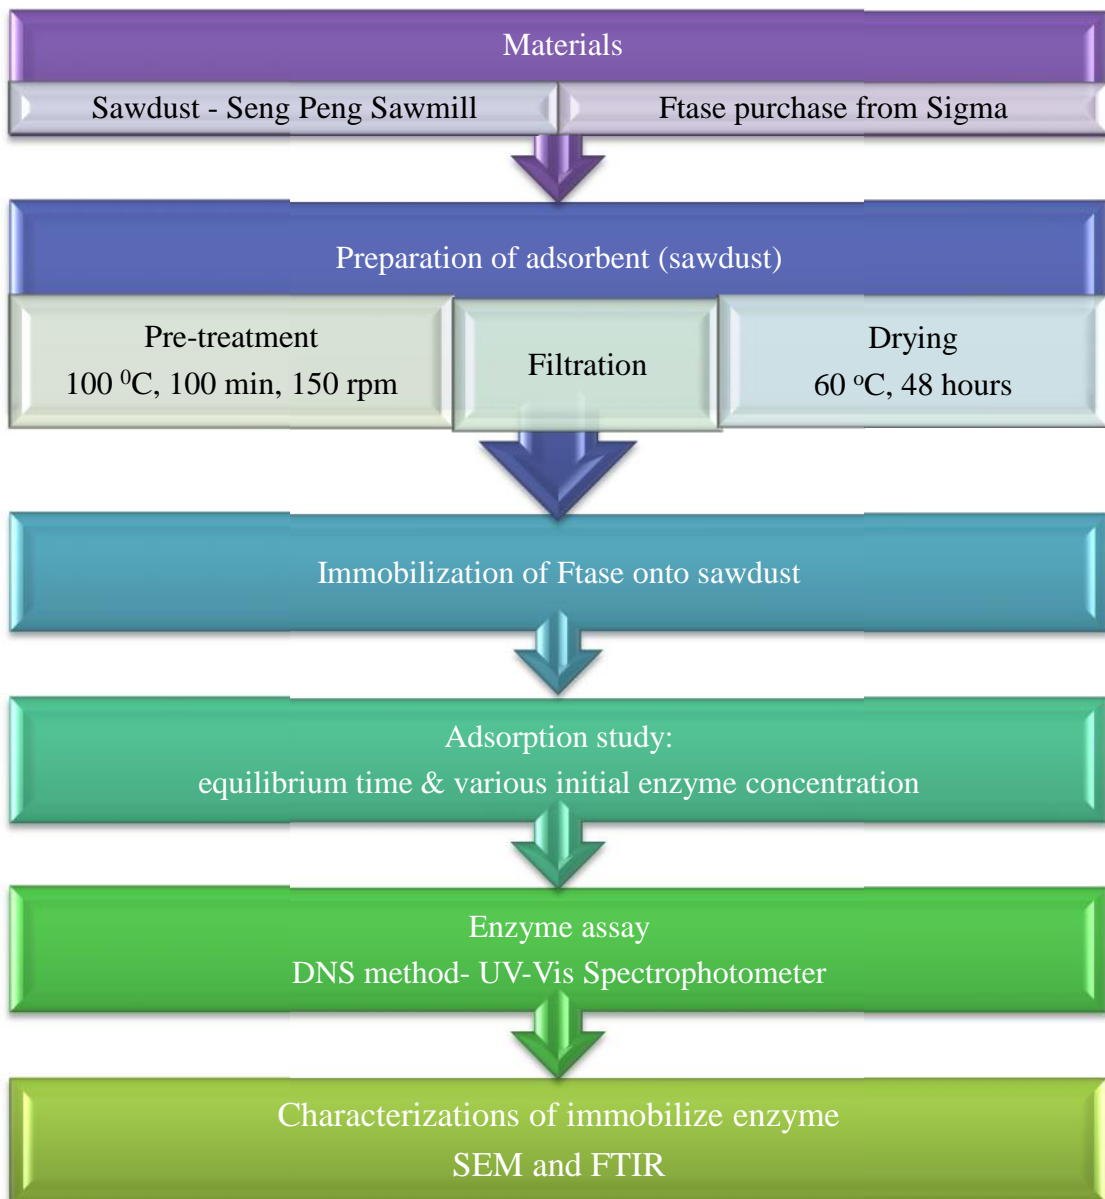 Materials
Sawdust - Seng Peng Sawmill
Ftase purchase from Sigma
Preparation of adsorbent (sawdust)
Pre-treatment
100 ⁰C, 100 min, 150 rpm
Filtration
Drying
60 ᵒC, 48 hours
Immobilization of Ftase onto sawdust
Adsorption study:
equilibrium time & various initial enzyme concentration
Enzyme assay
DNS method- UV-Vis Spectrophotometer
Characterizations of immobilize enzyme
SEM and FTIR